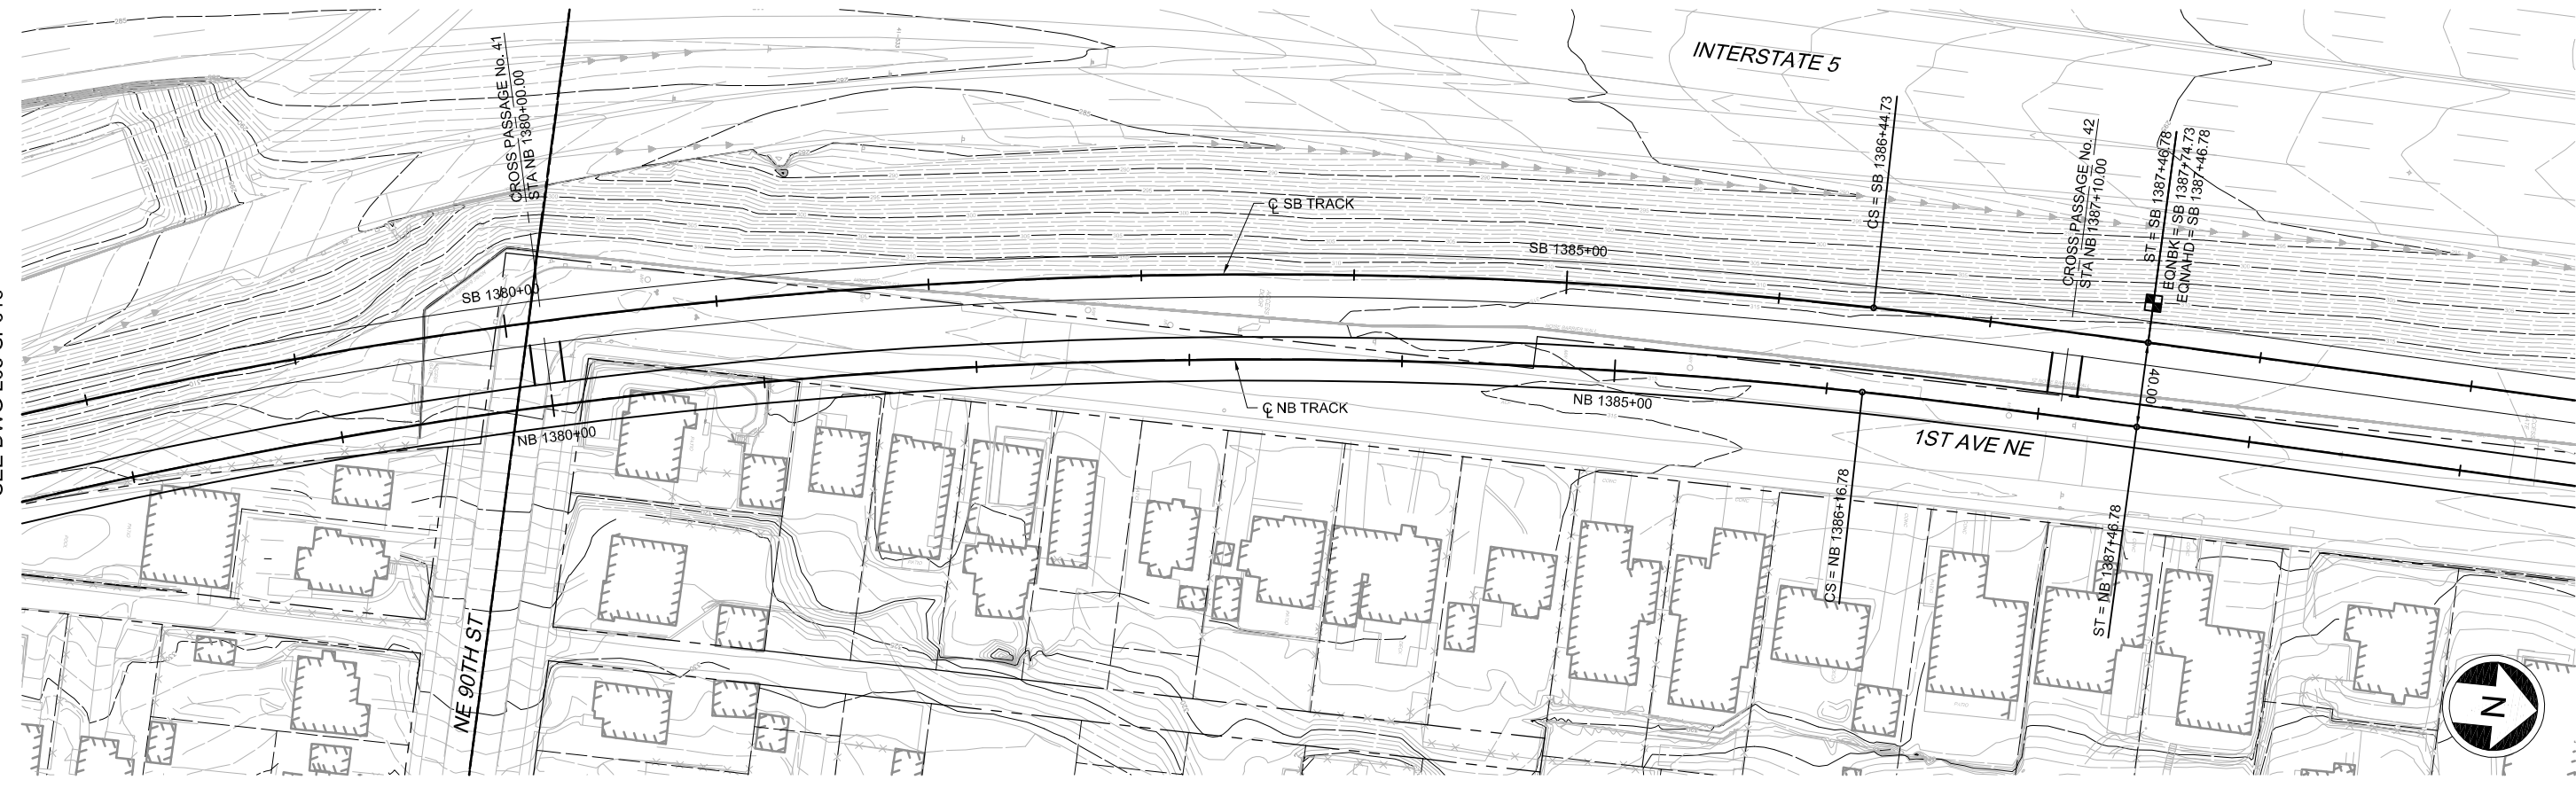 INTERSTATE 5
CROSS PASSAGE No. 41
STA NB 1380+00.00
CS = SB 1386+44.73
CROSS PASSAGE No. 42
STA NB 1387+10.00
ST = SB 1387+46.78
EQNBK = SB 1387+74.73
EQNAHD = SB 1387+46.78
℄ SB TRACK
SB 1385+00
SB 1380+00
40.00
℄ NB TRACK
NB 1385+00
NB 1380+00
1ST AVE NE
CS = NB 1386+16.78
ST = NB 1387+46.78
NE 90TH ST
N